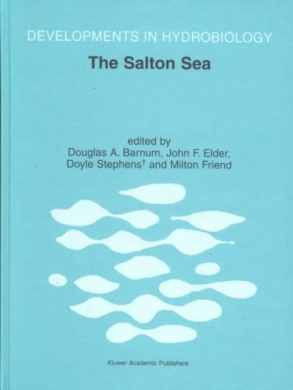 DEVELOPMENTS IN HYDROBIOLOGY
The Salton Sea
edited by
Douglas A. Barnum, John F. Elder,
Doyle Stephens† and Milton Friend
Kluwer Academic Publishers